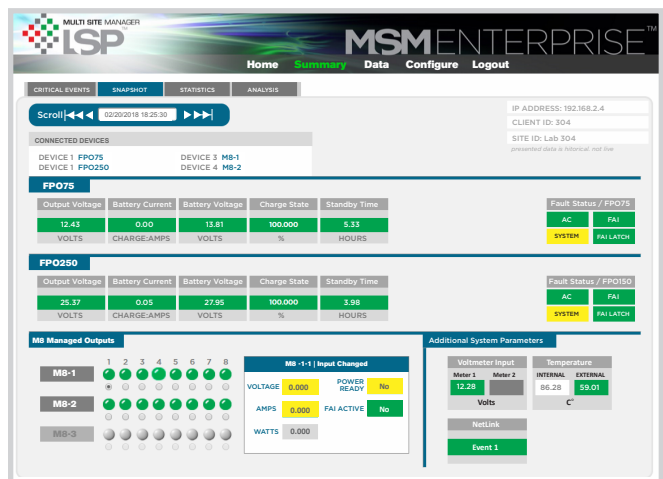 MULTI SITE MANAGER
LSP™
MSMENTERPRISE™
Home Summary Data Configure Logout
CRITICAL EVENTS SNAPSHOT STATISTICS ANALYSIS
Scroll 02/20/2018 18:25:30
IP ADDRESS: 192.168.2.4
CLIENT ID: 304
SITE ID: Lab 304
presented data is hitorical. not live
CONNECTED DEVICES
DEVICE 1 FPO75 DEVICE 3 M8-1
DEVICE 1 FPO250 DEVICE 4 M8-2
FPO75
Output Voltage Battery Current Battery Voltage Charge State Standby Time
12.43 0.00 13.81 100.000 5.33
VOLTS CHARGE:AMPS VOLTS % HOURS
Fault Status / FPO75
AC FAI
SYSTEM FAI LATCH
FPO250
Output Voltage Battery Current Battery Voltage Charge State Standby Time
25.37 0.05 27.95 100.000 3.98
VOLTS CHARGE:AMPS VOLTS % HOURS
Fault Status / FPO150
AC FAI
SYSTEM FAI LATCH
M8 Managed Outputs
1 2 3 4 5 6 7 8
M8-1
M8-2
M8-3
M8 -1-1 | Input Changed
VOLTAGE 0.000 POWER READY No
AMPS 0.000 FAI ACTIVE No
WATTS 0.000
Additional System Parameters
Voltmeter Input
Meter 1 Meter 2
12.28
Volts
Temperature
INTERNAL EXTERNAL
86.28 59.01
C°
NetLink
Event 1